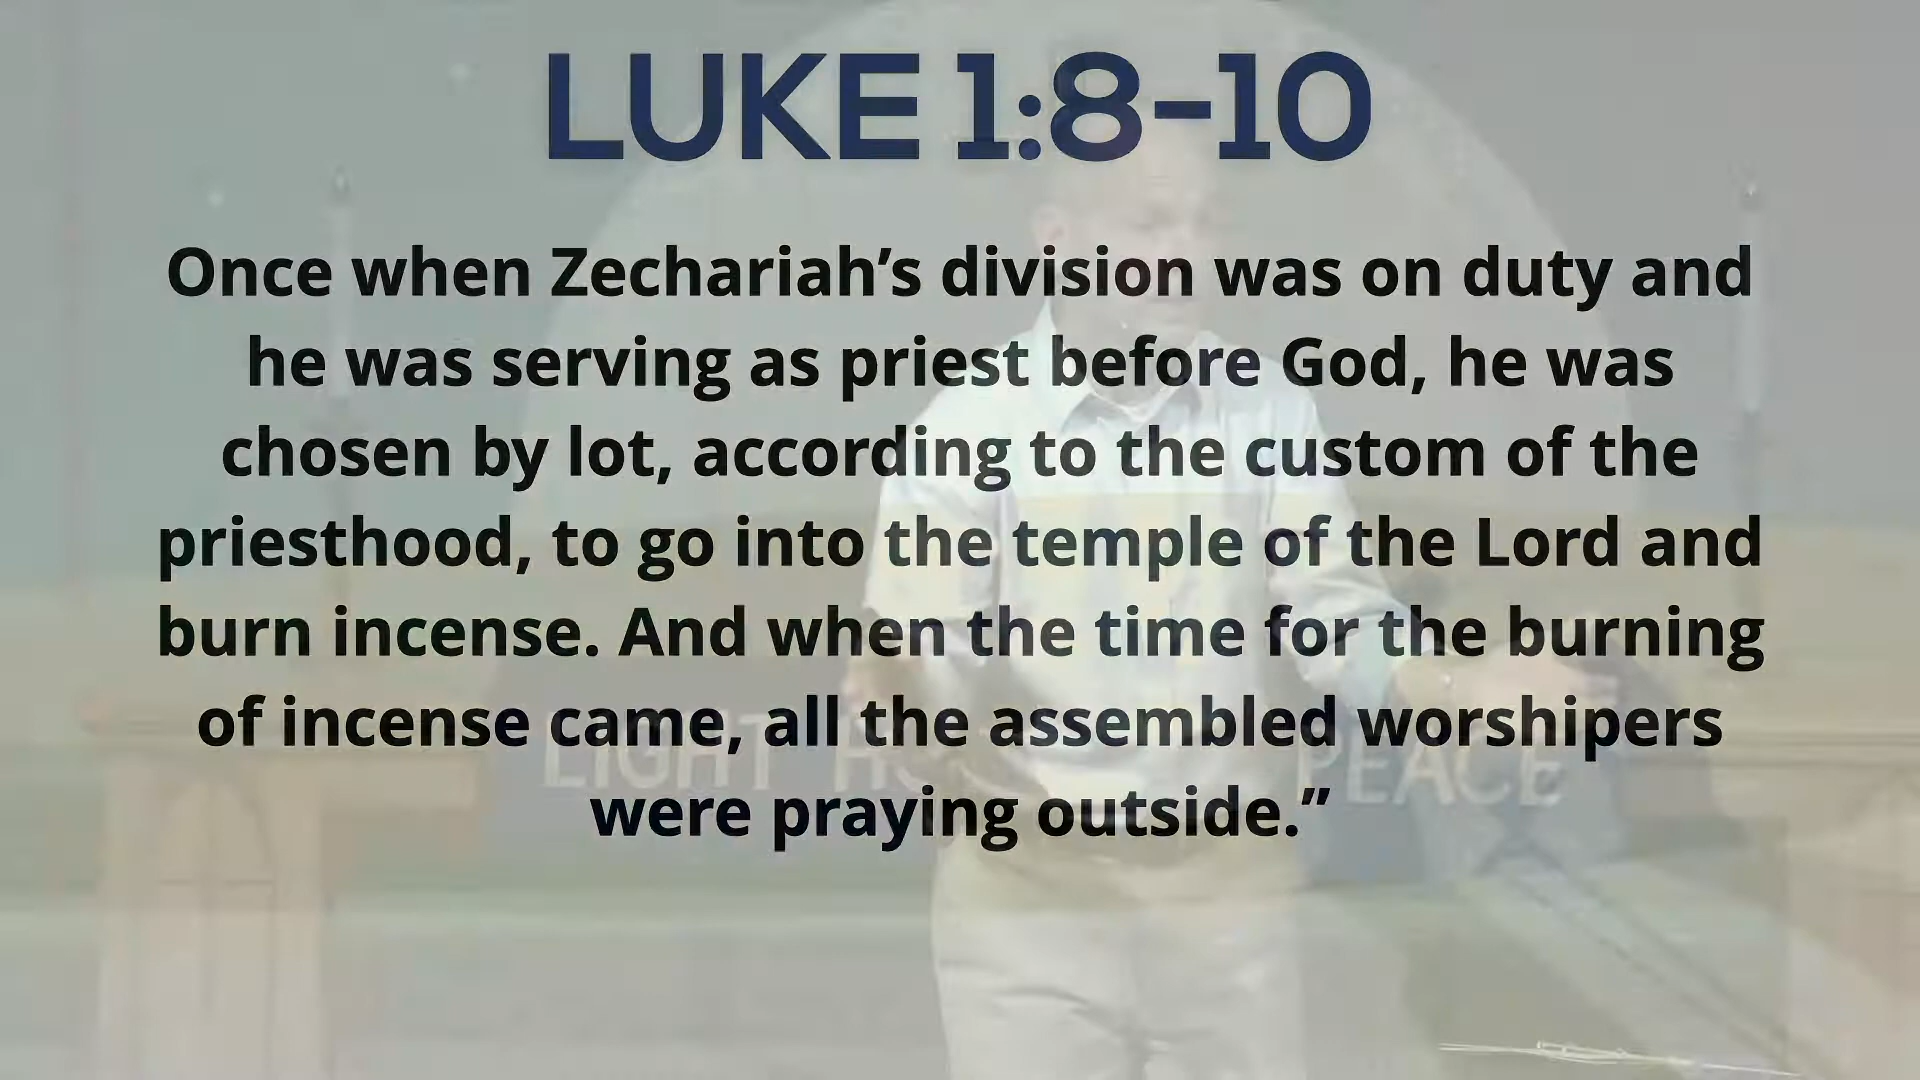 LUKE 1:8-10
Once when Zechariah’s division was on duty and
he was serving as priest before God, he was
chosen by lot, according to the custom of the
priesthood, to go into the temple of the Lord and
burn incense. And when the time for the burning
of incense came, all the assembled worshipers
were praying outside.”
LIGHT PEACE